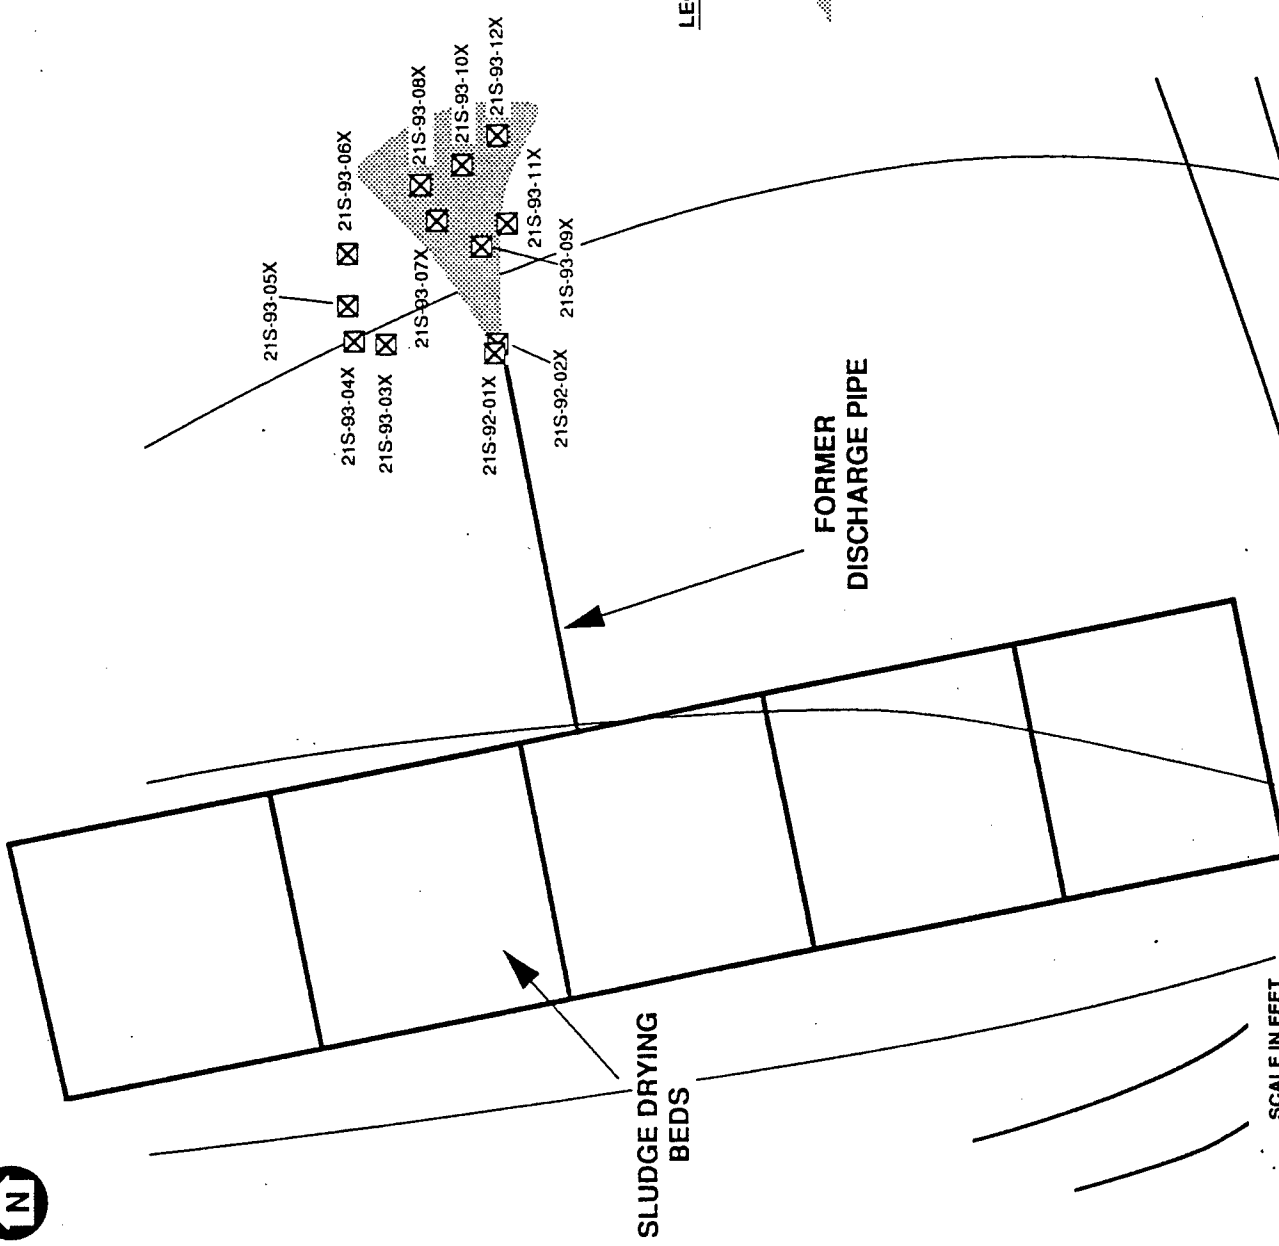 N
SLUDGE DRYING
BEDS
FORMER
DISCHARGE PIPE
21S-92-01X
21S-92-02X
21S-93-03X
21S-93-04X
21S-93-05X
21S-93-06X
21S-93-07X
21S-93-08X
21S-93-09X
21S-93-10X
21S-93-11X
21S-93-12X
SCALE IN FEET